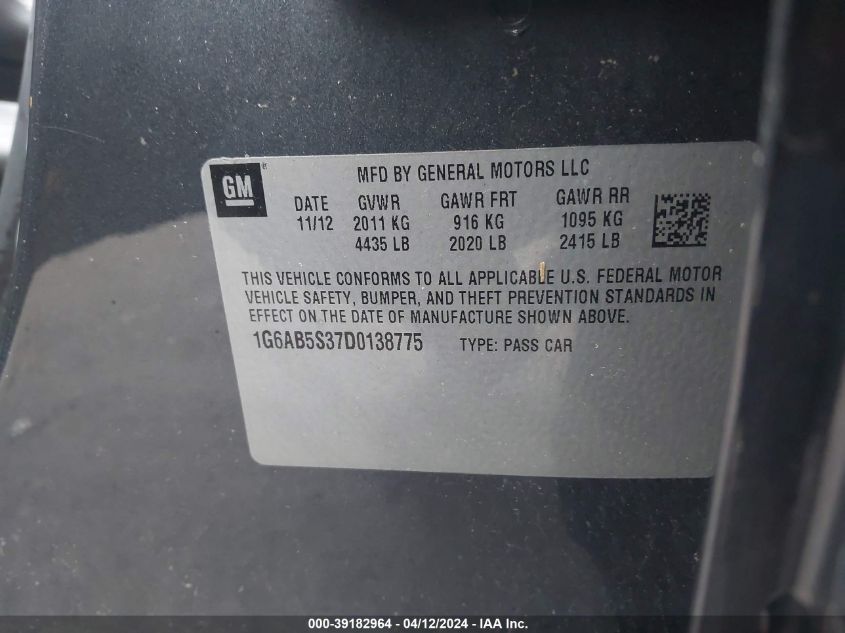 GM
MFD BY GENERAL MOTORS LLC
DATE GVWR GAWR FRT GAWR RR
11/12 2011 KG 916 KG 1095 KG
4435 LB 2020 LB 2415 LB
THIS VEHICLE CONFORMS TO ALL APPLICABLE U.S. FEDERAL MOTOR
VEHICLE SAFETY, BUMPER, AND THEFT PREVENTION STANDARDS IN
EFFECT ON THE DATE OF MANUFACTURE SHOWN ABOVE.
1G6AB5S37D0138775 TYPE: PASS CAR
000-39182964 - 04/12/2024 - IAA Inc.